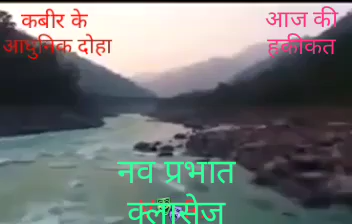 कबीर के
आधुनिक दोहा
आज की
हकीकत
नव प्रभात
क्लासेज